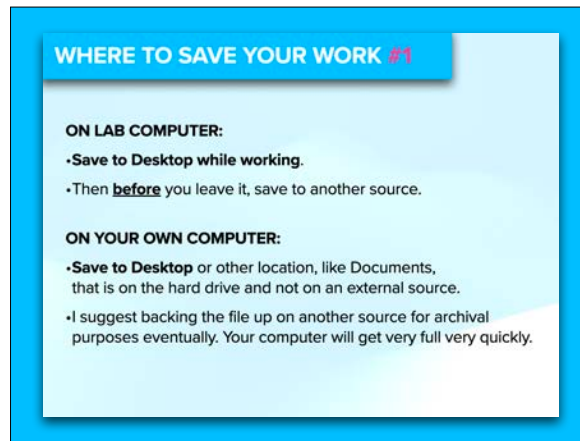 WHERE TO SAVE YOUR WORK #1
ON LAB COMPUTER:
•Save to Desktop while working.
•Then before you leave it, save to another source.
ON YOUR OWN COMPUTER:
•Save to Desktop or other location, like Documents,
that is on the hard drive and not on an external source.
•I suggest backing the file up on another source for archival
purposes eventually. Your computer will get very full very quickly.